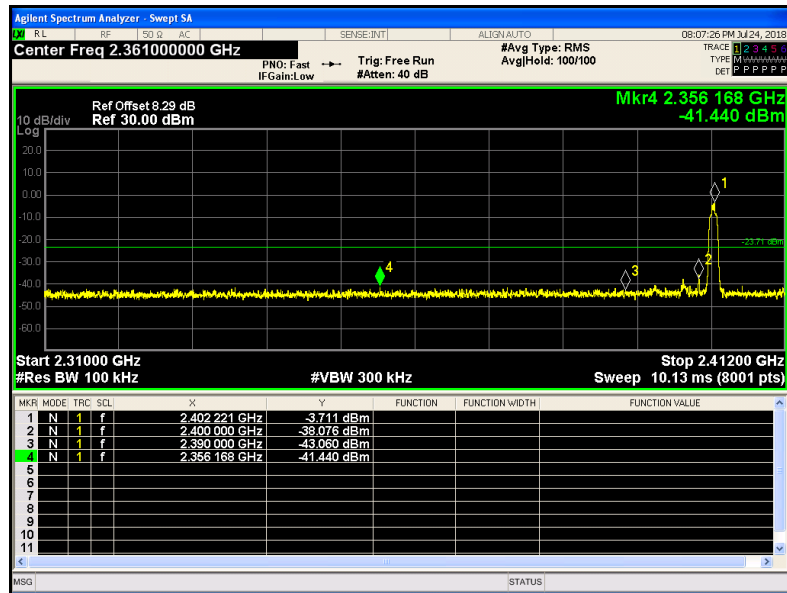 Agilent Spectrum Analyzer - Swept SA
LXI RL RF 50 Ω AC SENSE:INT ALIGN AUTO 08:07:26 PM Jul 24, 2018
Center Freq 2.361000000 GHz
PNO: Fast
IFGain:Low
Trig: Free Run
#Atten: 40 dB
#Avg Type: RMS
Avg|Hold: 100/100
TRACE 1 2 3 4 5 6
TYPE M W W W W W
DET P P P P P P
Ref Offset 8.29 dB
10 dB/div Ref 30.00 dBm
Log
Mkr4 2.356 168 GHz
-41.440 dBm
20.0
10.0
0.00
-10.0
-20.0
-30.0
-40.0
-50.0
-60.0
1
2
3
4
-23.71 dBm
Start 2.31000 GHz Stop 2.41200 GHz
#Res BW 100 kHz #VBW 300 kHz Sweep 10.13 ms (8001 pts)
MKR MODE TRC SCL X Y FUNCTION FUNCTION WIDTH FUNCTION VALUE
1 N 1 f 2.402 221 GHz -3.711 dBm
2 N 1 f 2.400 000 GHz -38.076 dBm
3 N 1 f 2.390 000 GHz -43.060 dBm
4 N 1 f 2.356 168 GHz -41.440 dBm
5
6
7
8
9
10
11
MSG STATUS